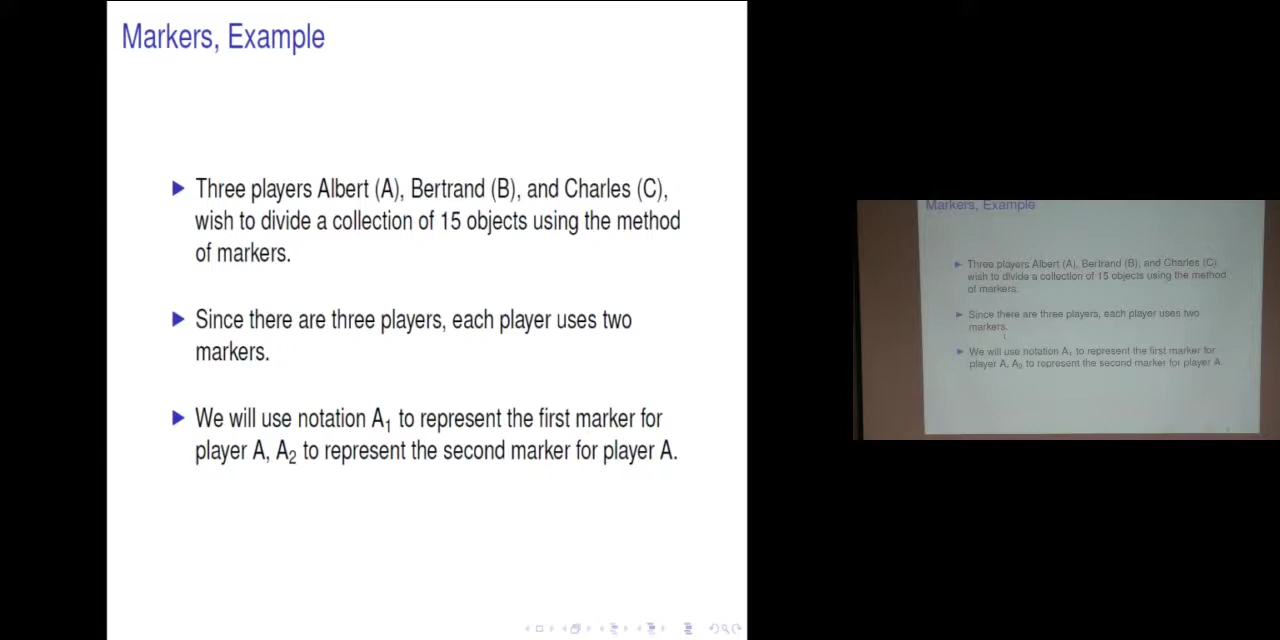 Markers, Example
Three players Albert (A), Bertrand (B), and Charles (C),
wish to divide a collection of 15 objects using the method
of markers.
Since there are three players, each player uses two
markers.
We will use notation A₁ to represent the first marker for
player A, A₂ to represent the second marker for player A.
Markers, Example
Three players Albert (A), Bertrand (B), and Charles (C),
wish to divide a collection of 15 objects using the method
of markers.
Since there are three players, each player uses two
markers.
We will use notation A₁ to represent the first marker for
player A, A₂ to represent the second marker for player A.